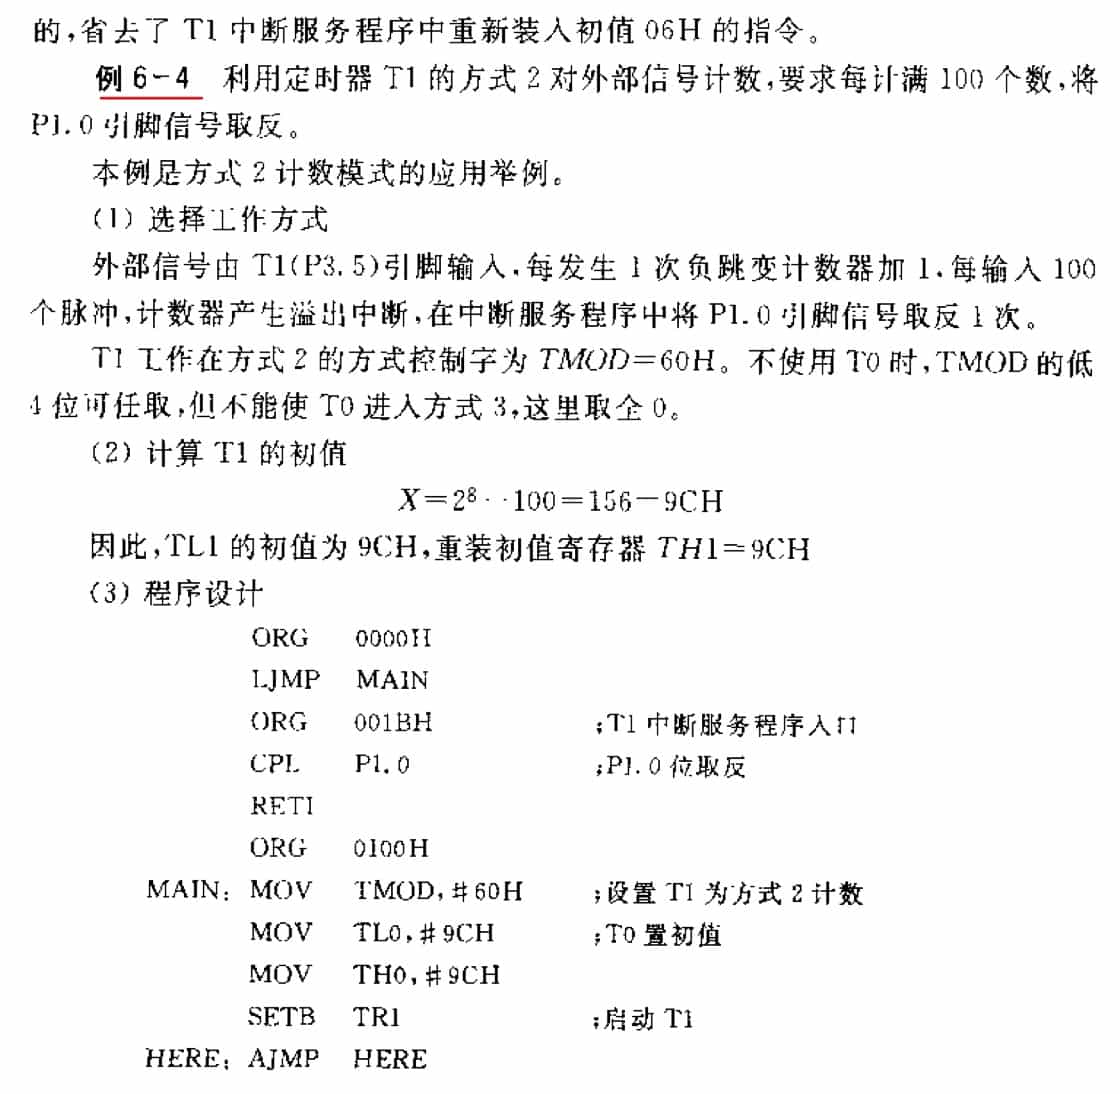 的,省去了 T1 中断服务程序中重新装入初值 06H 的指令。
例 6-4 利用定时器 T1 的方式 2 对外部信号计数,要求每计满 100 个数,将
P1.0 引脚信号取反。
本例是方式 2 计数模式的应用举例。
(1) 选择工作方式
外部信号由 T1(P3.5)引脚输入,每发生 1 次负跳变计数器加 1,每输入 100
个脉冲,计数器产生溢出中断,在中断服务程序中将 P1.0 引脚信号取反 1 次。
T1 工作在方式 2 的方式控制字为 TMOD=60H。不使用 T0 时,TMOD 的低
4 位可任取,但不能使 T0 进入方式 3,这里取全 0。
(2) 计算 T1 的初值
X=2⁸-100=156=9CH
因此,TL1 的初值为 9CH,重装初值寄存器 TH1=9CH
(3) 程序设计
ORG 0000H
LJMP MAIN
ORG 001BH ;T1 中断服务程序入口
CPL P1.0 ;P1.0 位取反
RETI
ORG 0100H
MAIN: MOV TMOD,#60H ;设置 T1 为方式 2 计数
MOV TL0,#9CH ;T0 置初值
MOV TH0,#9CH
SETB TR1 ;启动 T1
HERE: AJMP HERE